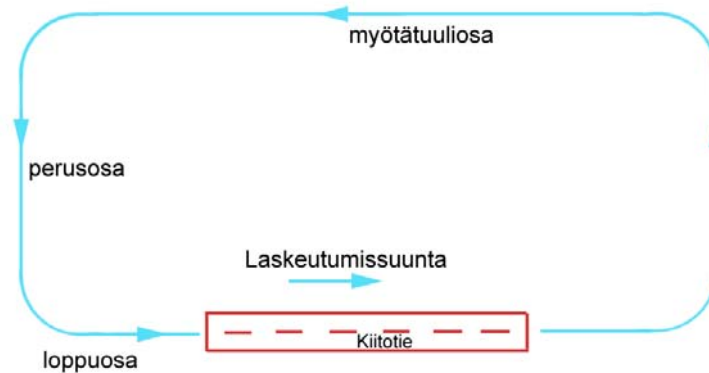 myötätuuliosa
perusosa
Laskeutumissuunta
Kiitotie
loppuosa